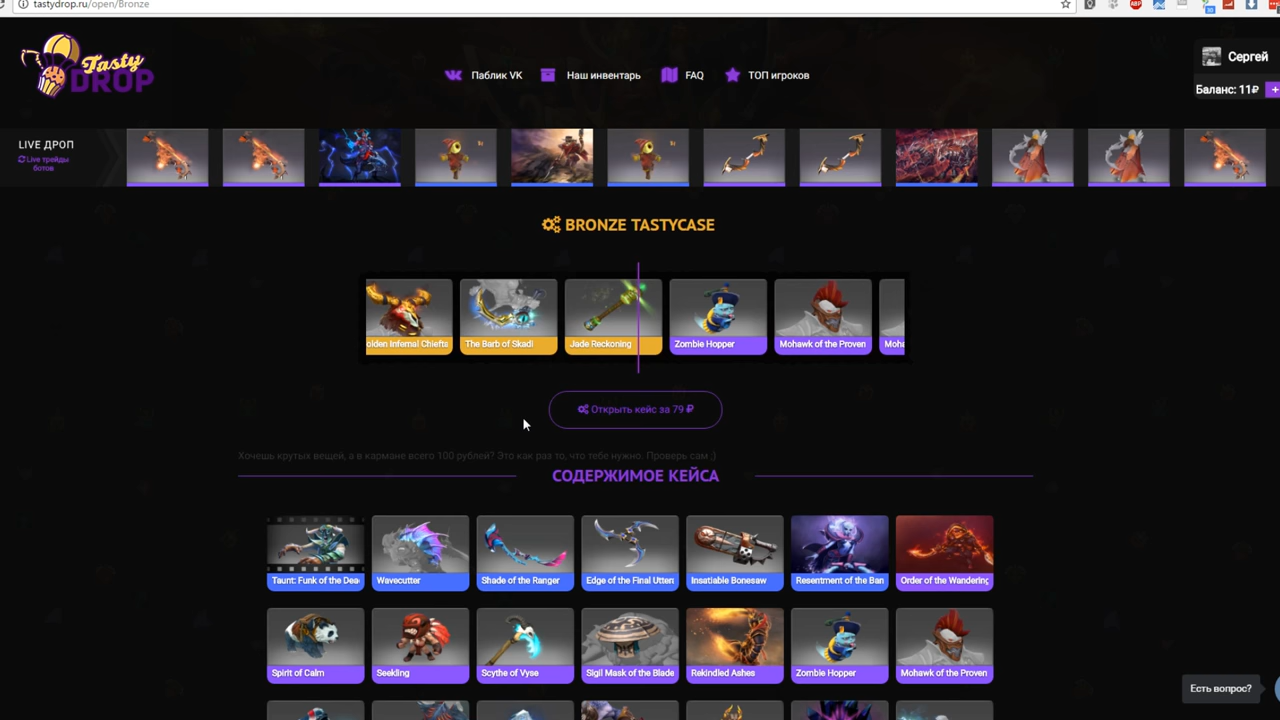 tastydrop.ru/open/Bronze
Tasty
DROP
Паблик VK
Наш инвентарь
FAQ
ТОП игроков
Сергей
Баланс: 11₽
+
LIVE ДРОП
Live трейды
ботов
BRONZE TASTYCASE
olden Infernal Chiefta
The Barb of Skadi
Jade Reckoning
Zombie Hopper
Mohawk of the Proven
Moha
Открыть кейс за 79 ₽
Хочешь крутых вещей, а в кармане всего 100 рублей? Это как раз то, что тебе нужно. Проверь сам ;)
СОДЕРЖИМОЕ КЕЙСА
Taunt: Funk of the Dea
Wavecutter
Shade of the Ranger
Edge of the Final Uttera
Insatiable Bonesaw
Resentment of the Ban
Order of the Wandering
Spirit of Calm
Seekling
Scythe of Vyse
Sigil Mask of the Blade
Rekindled Ashes
Zombie Hopper
Mohawk of the Proven
Есть вопрос?